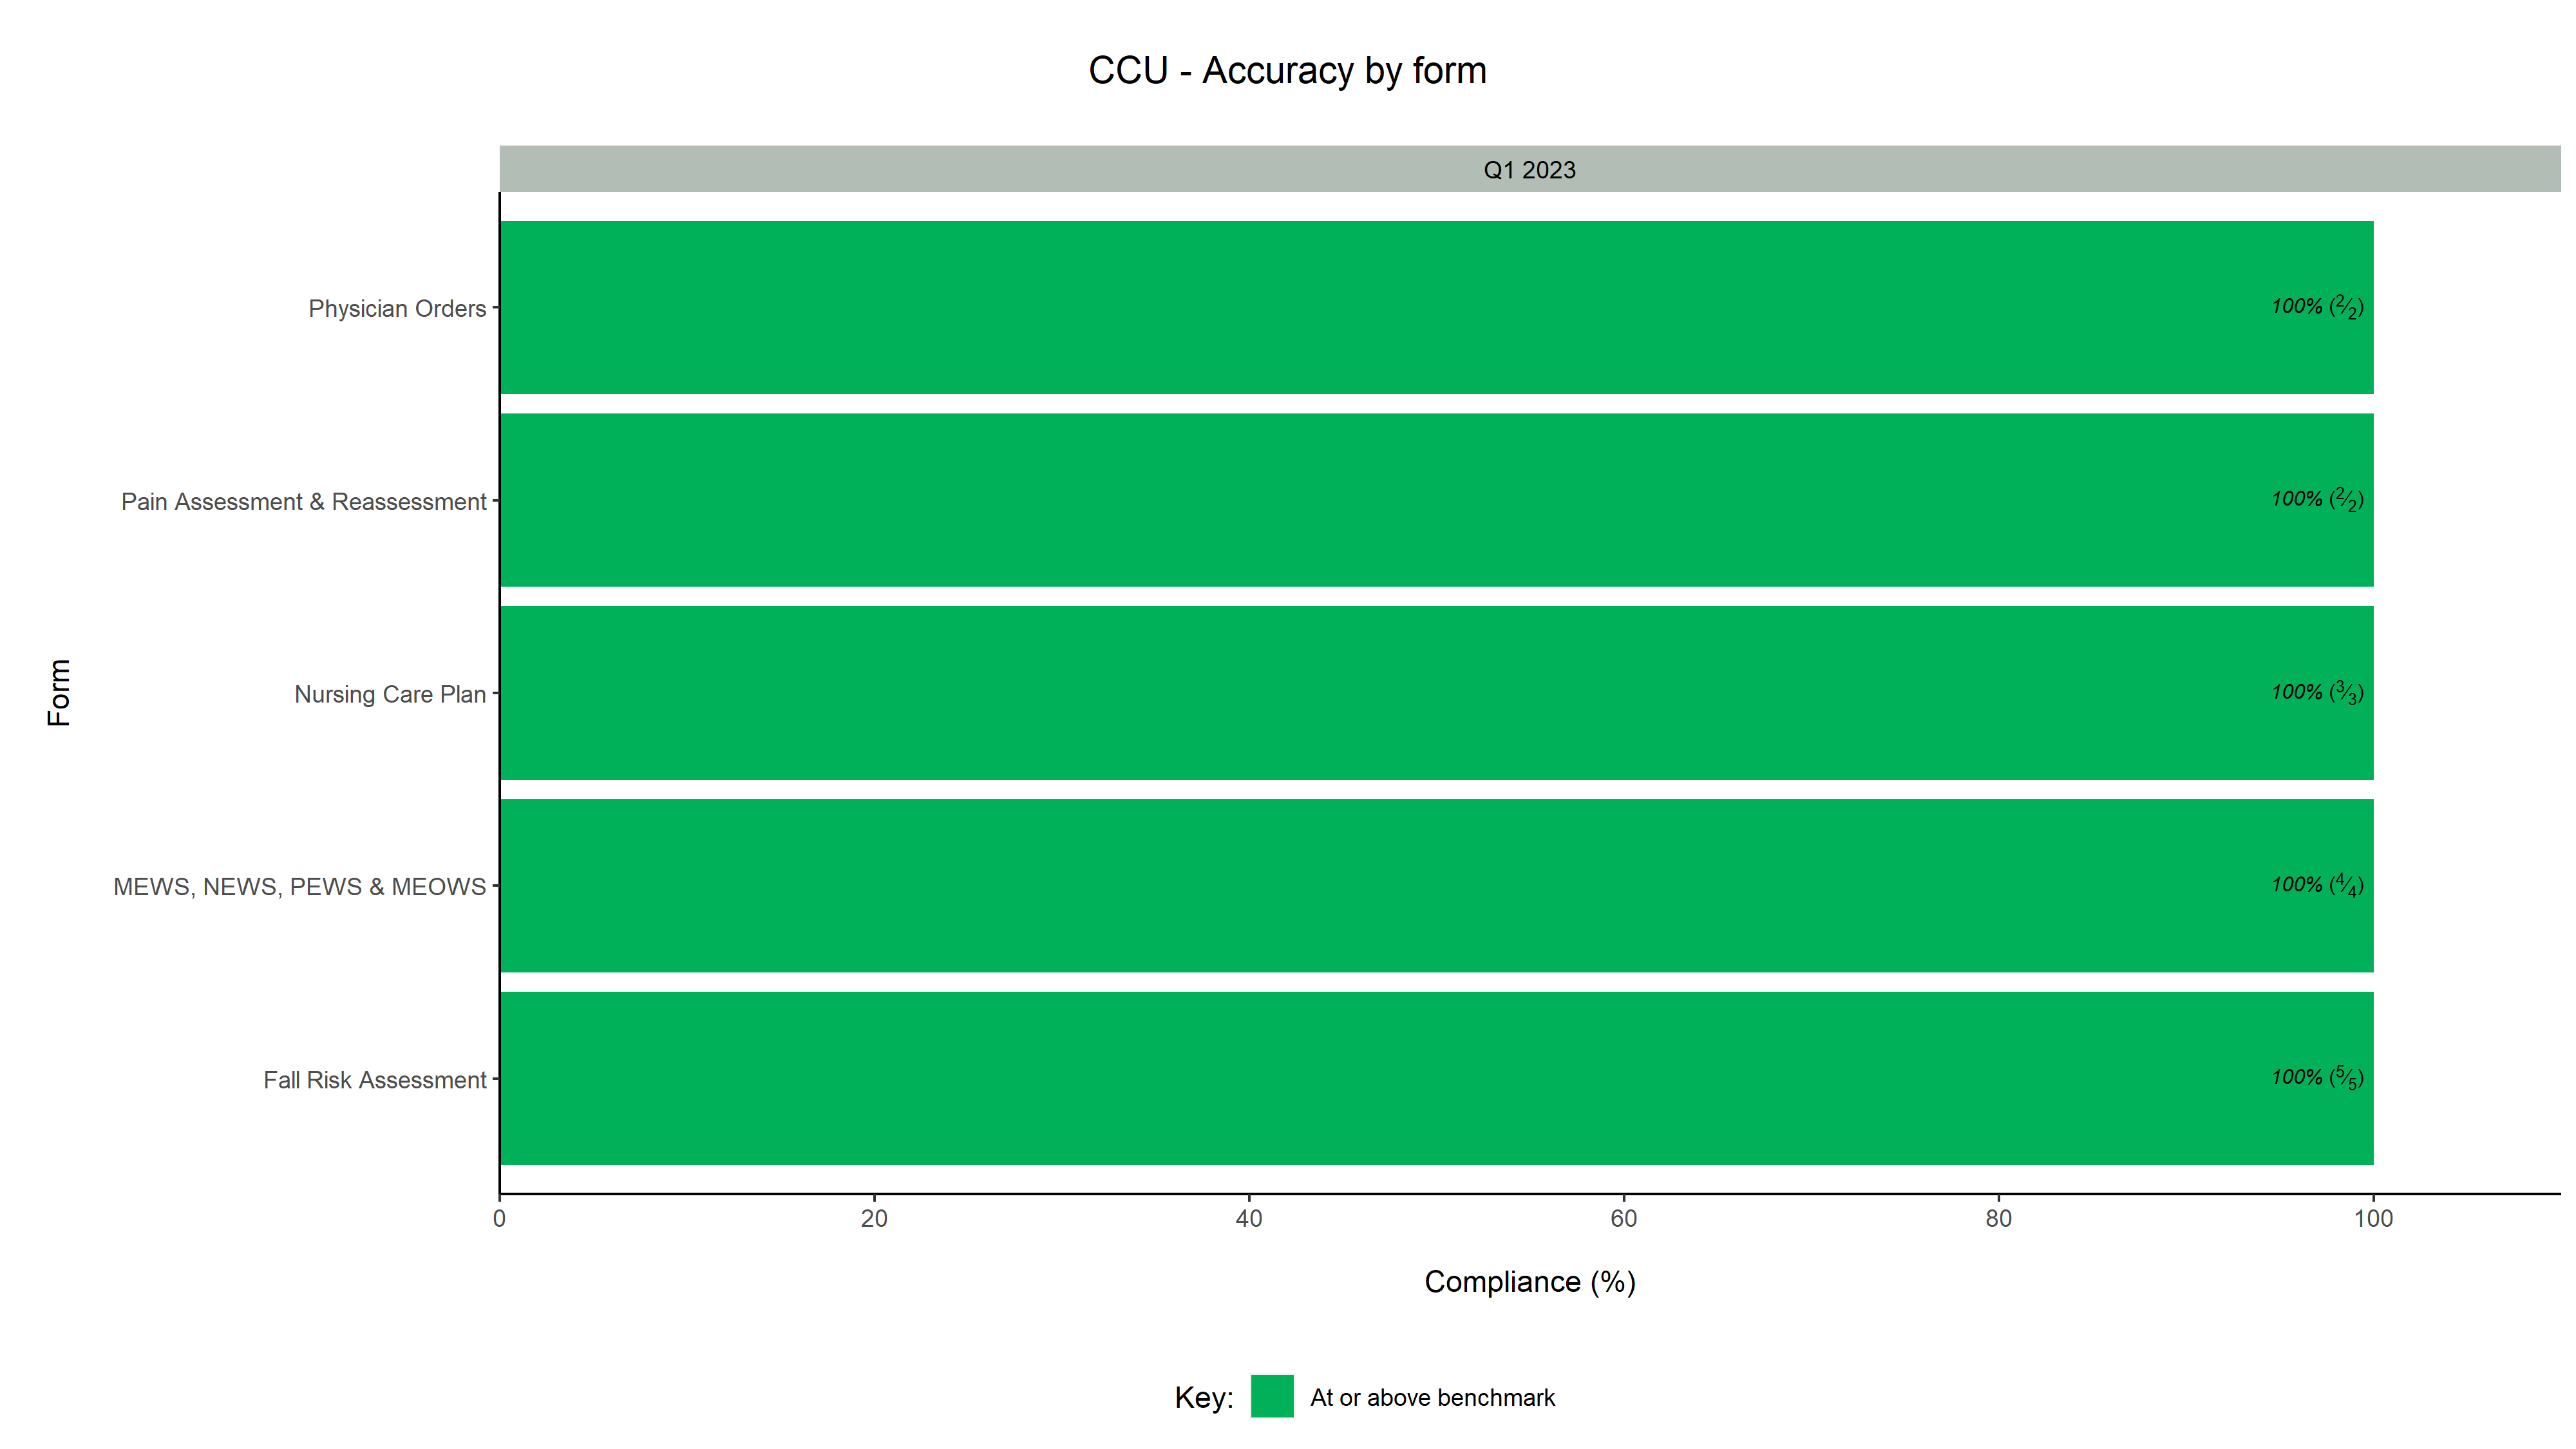 CCU - Accuracy by form
Q1 2023
Form
Physician Orders
100% (2/2)
Pain Assessment & Reassessment
100% (2/2)
Nursing Care Plan
100% (3/3)
MEWS, NEWS, PEWS & MEOWS
100% (4/4)
Fall Risk Assessment
100% (5/5)
0 20 40 60 80 100
Compliance (%)
Key: At or above benchmark